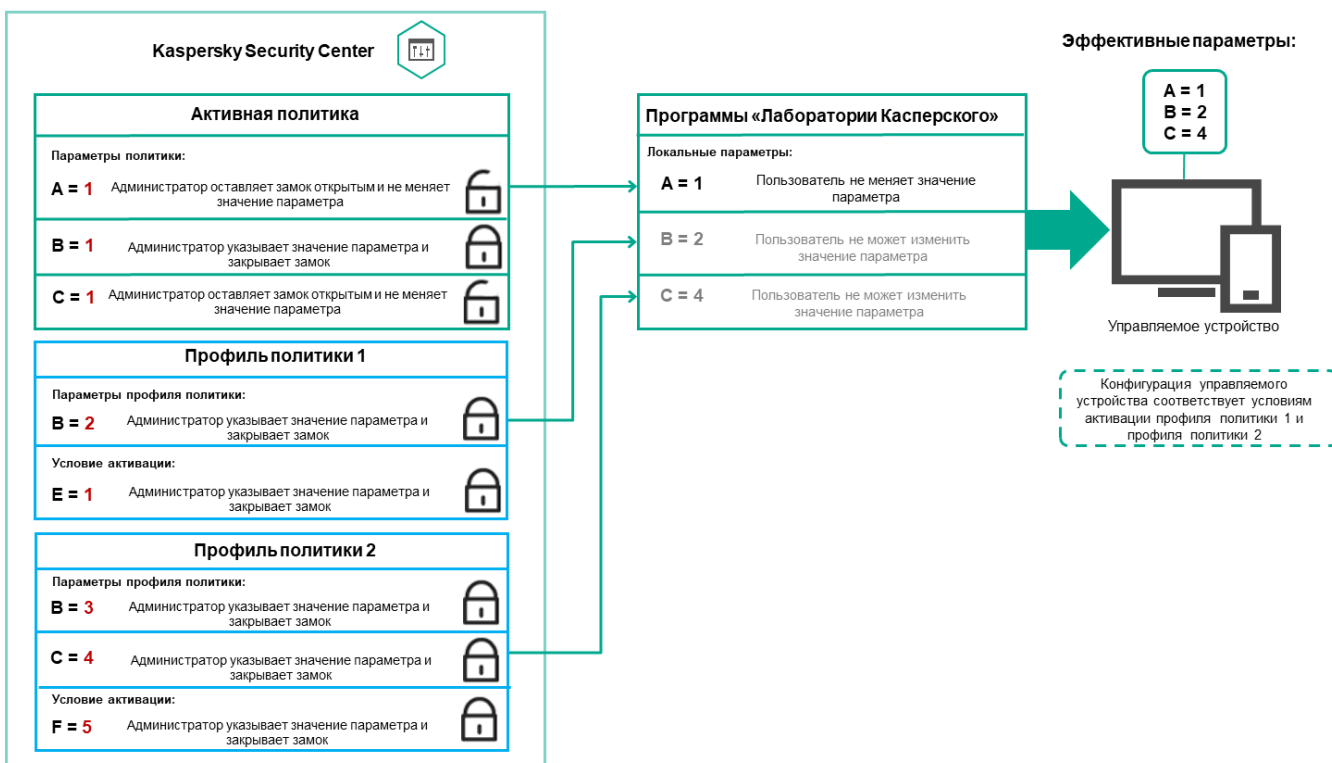 Kaspersky Security Center
Активная политика
Параметры политики:
A = 1
Администратор оставляет замок открытым и не меняет
значение параметра
B = 1
Администратор указывает значение параметра и
закрывает замок
C = 1
Администратор оставляет замок открытым и не меняет
значение параметра
Профиль политики 1
Параметры профиля политики:
B = 2
Администратор указывает значение параметра и
закрывает замок
Условие активации:
E = 1
Администратор указывает значение параметра и
закрывает замок
Профиль политики 2
Параметры профиля политики:
B = 3
Администратор указывает значение параметра и
закрывает замок
C = 4
Администратор указывает значение параметра и
закрывает замок
Условие активации:
F = 5
Администратор указывает значение параметра и
закрывает замок
Программы «Лаборатории Касперского»
Локальные параметры:
A = 1
Пользователь не меняет значение
параметра
B = 2
Пользователь не может изменить
значение параметра
C = 4
Пользователь не может изменить
значение параметра
Эффективные параметры:
A = 1
B = 2
C = 4
Управляемое устройство
Конфигурация управляемого
устройства соответствует условиям
активации профиля политики 1 и
профиля политики 2